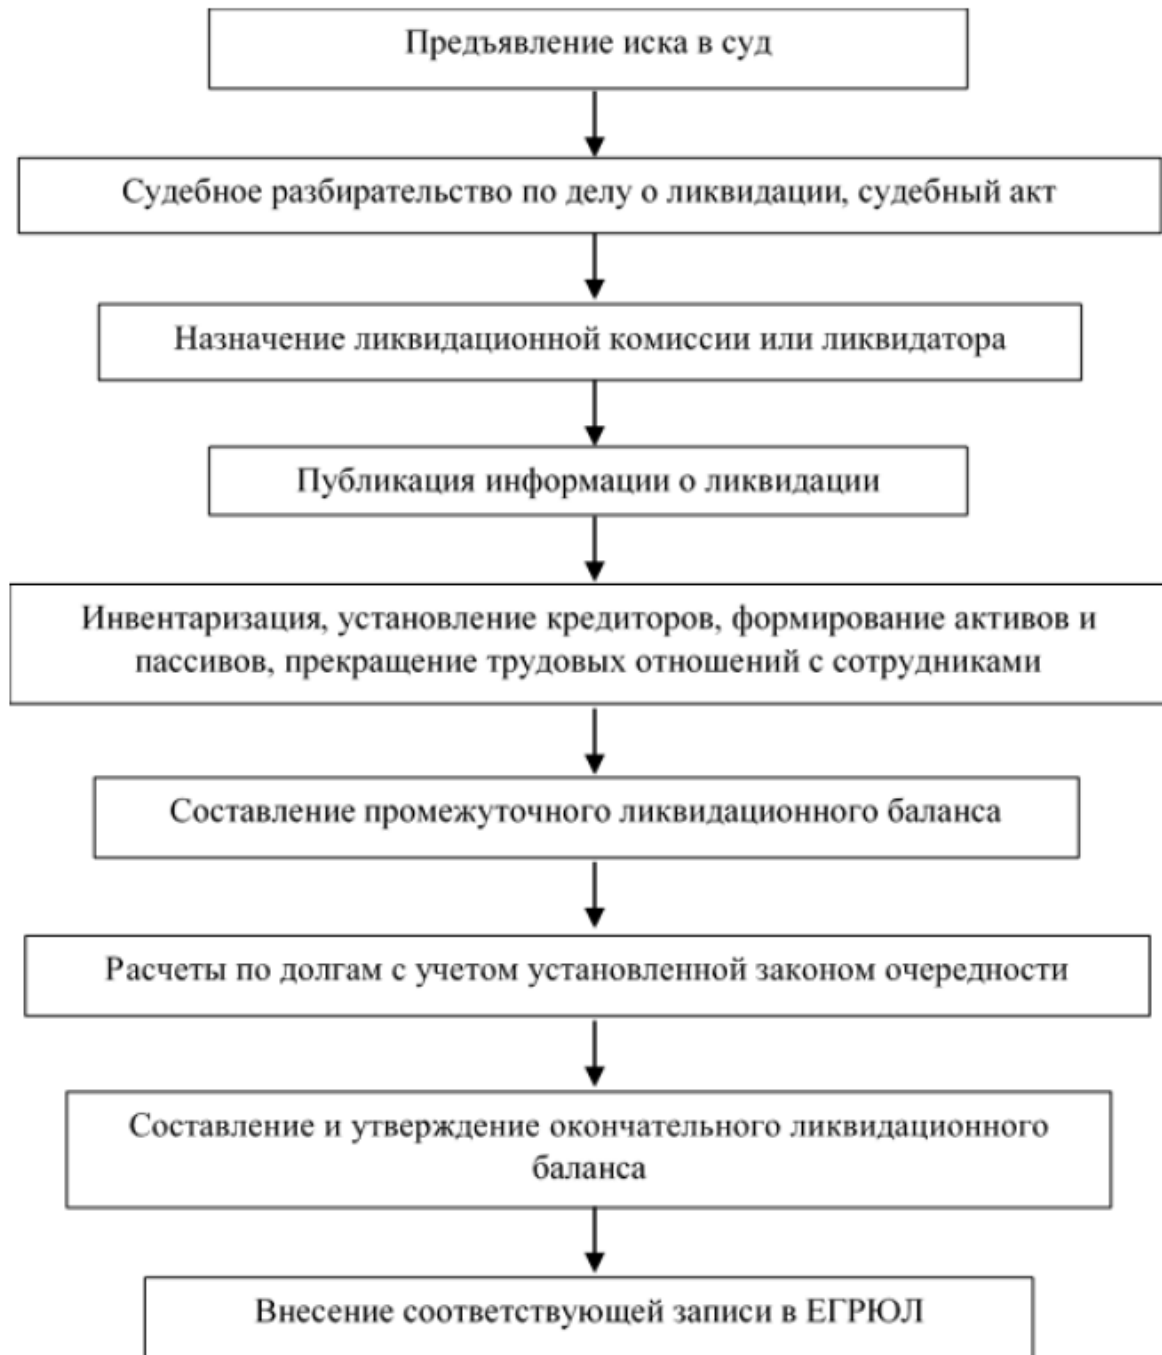 Предъявление иска в суд
Судебное разбирательство по делу о ликвидации, судебный акт
Назначение ликвидационной комиссии или ликвидатора
Публикация информации о ликвидации
Инвентаризация, установление кредиторов, формирование активов и
пассивов, прекращение трудовых отношений с сотрудниками
Составление промежуточного ликвидационного баланса
Расчеты по долгам с учетом установленной законом очередности
Составление и утверждение окончательного ликвидационного
баланса
Внесение соответствующей записи в ЕГРЮЛ